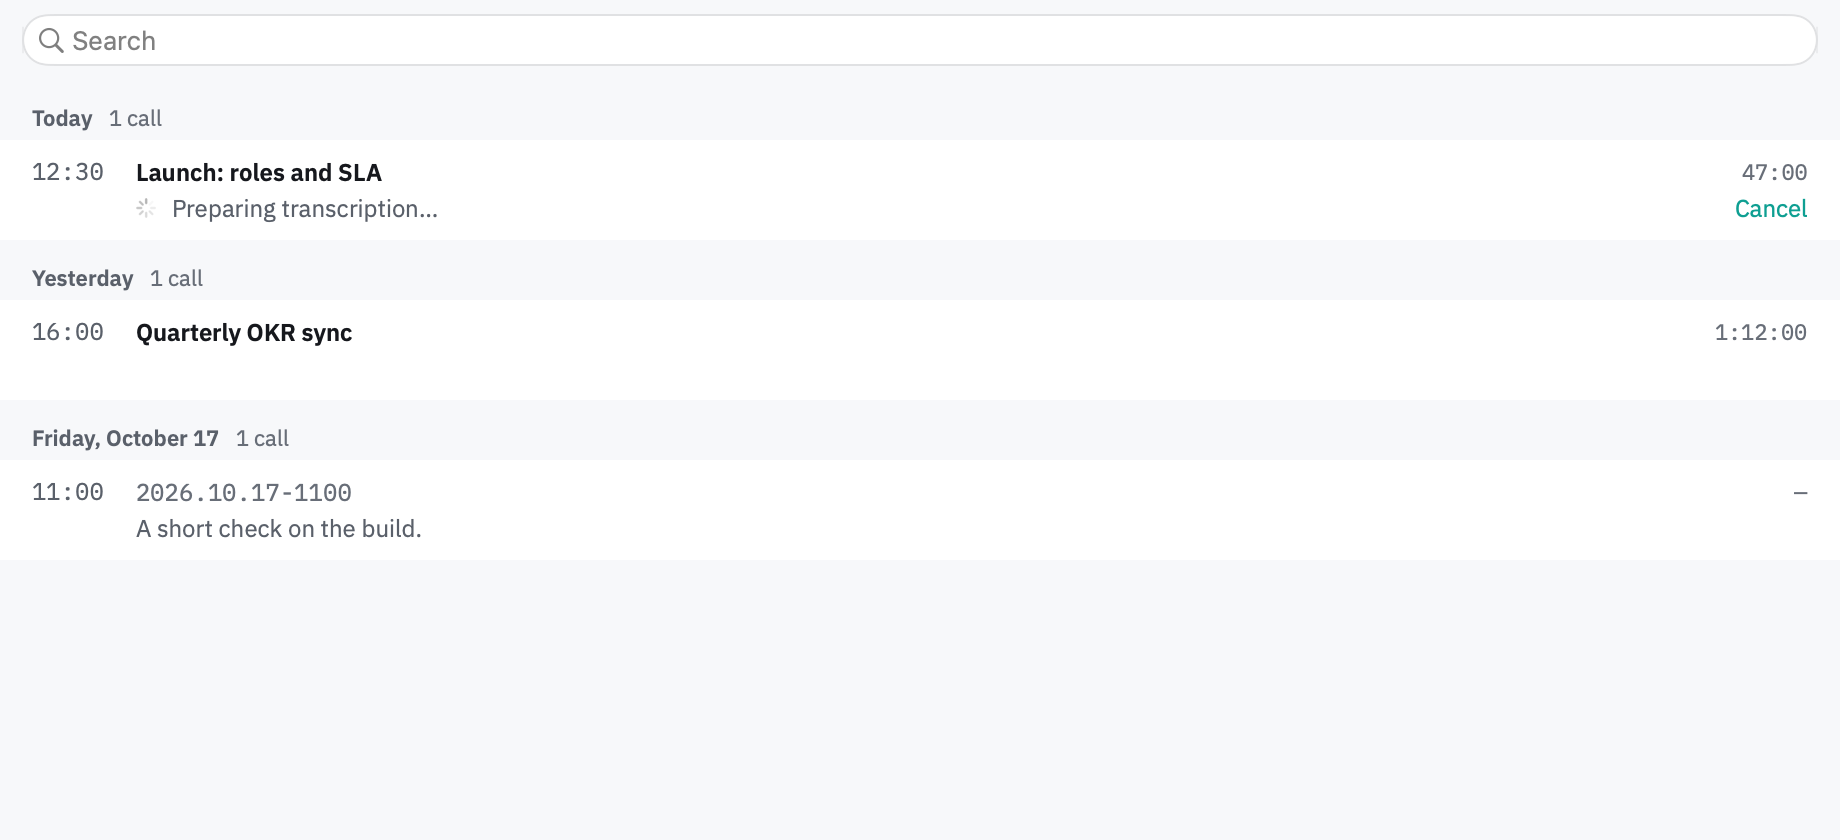 Search
Today 1 call
12:30 Launch: roles and SLA 47:00
Preparing transcription... Cancel
Yesterday 1 call
16:00 Quarterly OKR sync 1:12:00
Friday, October 17 1 call
11:00 2026.10.17-1100 –
A short check on the build.